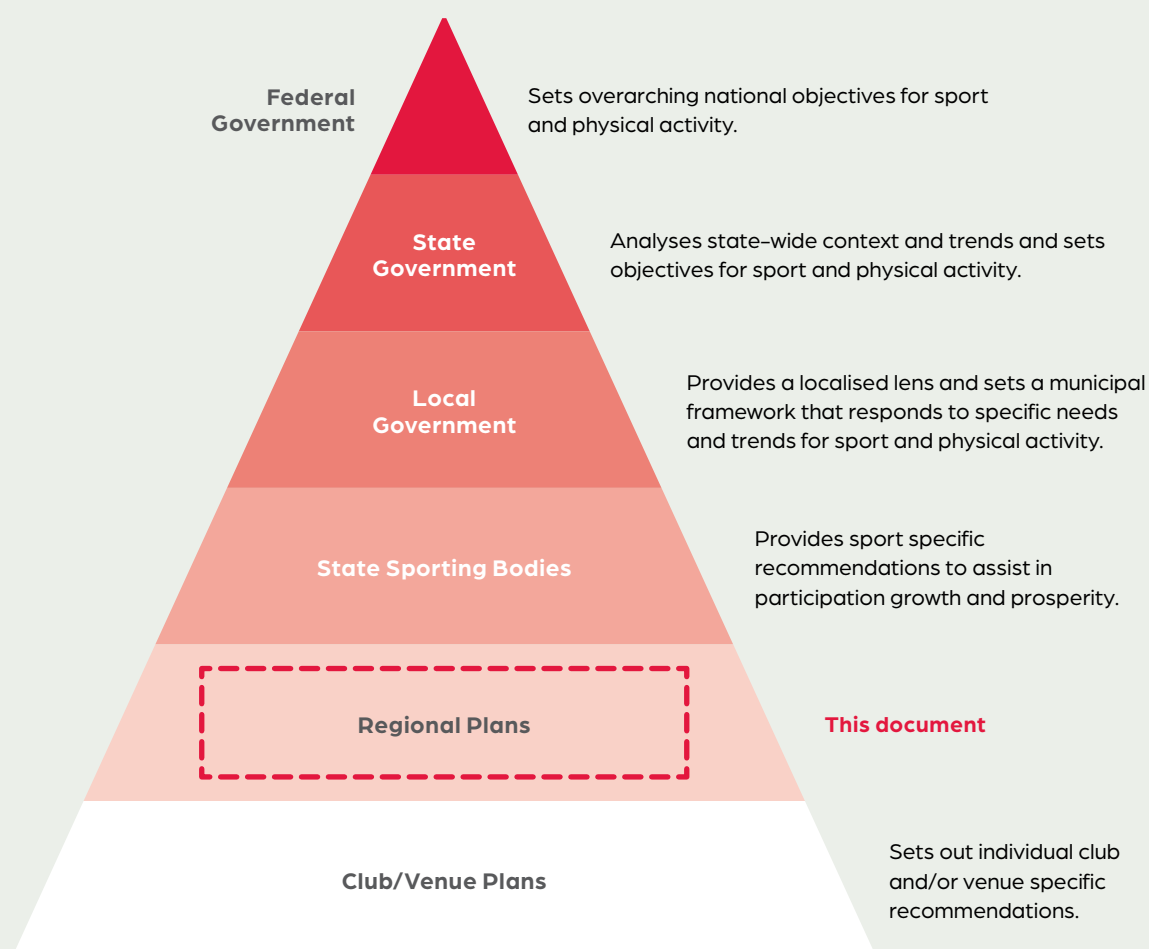 Federal
Government
Sets overarching national objectives for sport
and physical activity.
State
Government
Analyses state-wide context and trends and sets
objectives for sport and physical activity.
Local
Government
Provides a localised lens and sets a municipal
framework that responds to specific needs
and trends for sport and physical activity.
State Sporting Bodies
Provides sport specific
recommendations to assist in
participation growth and prosperity.
Regional Plans
This document
Club/Venue Plans
Sets out individual club
and/or venue specific
recommendations.